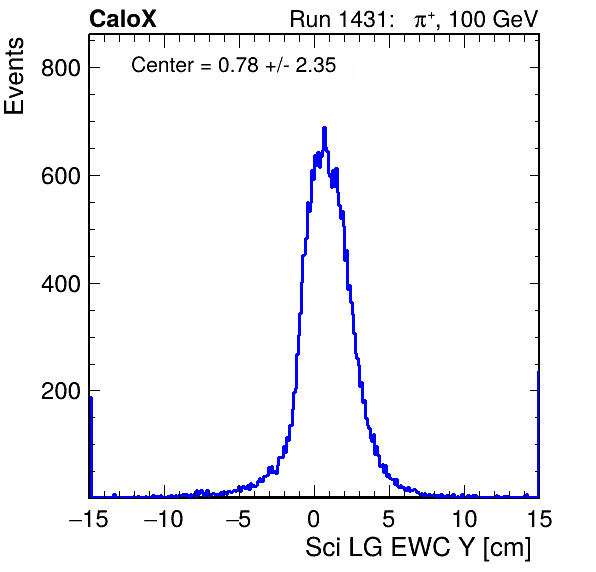 CaloX Run 1431: π⁺, 100 GeV
Events
Center = 0.78 +/- 2.35
800
600
400
200
−15 −10 −5 0 5 10 15
Sci LG EWC Y [cm]